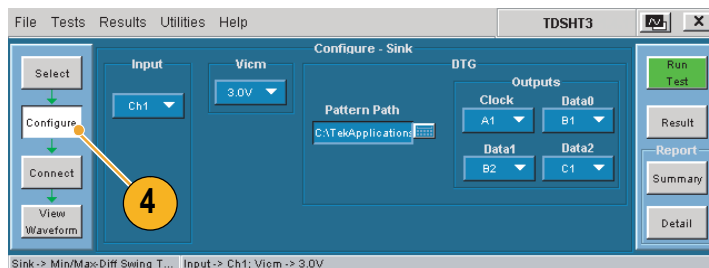 File Tests Results Utilities Help TDSHT3 X
Configure - Sink
Select
Configure
Connect
View
Waveform
4
Input
Ch1
Vicm
3.0V
DTG
Pattern Path
C:\TekApplications
Outputs
Clock Data0
A1 B1
Data1 Data2
B2 C1
Run
Test
Result
Report
Summary
Detail
Sink-> Min/Max-Diff Swing T... Input-> Ch1; Vicm -> 3.0V